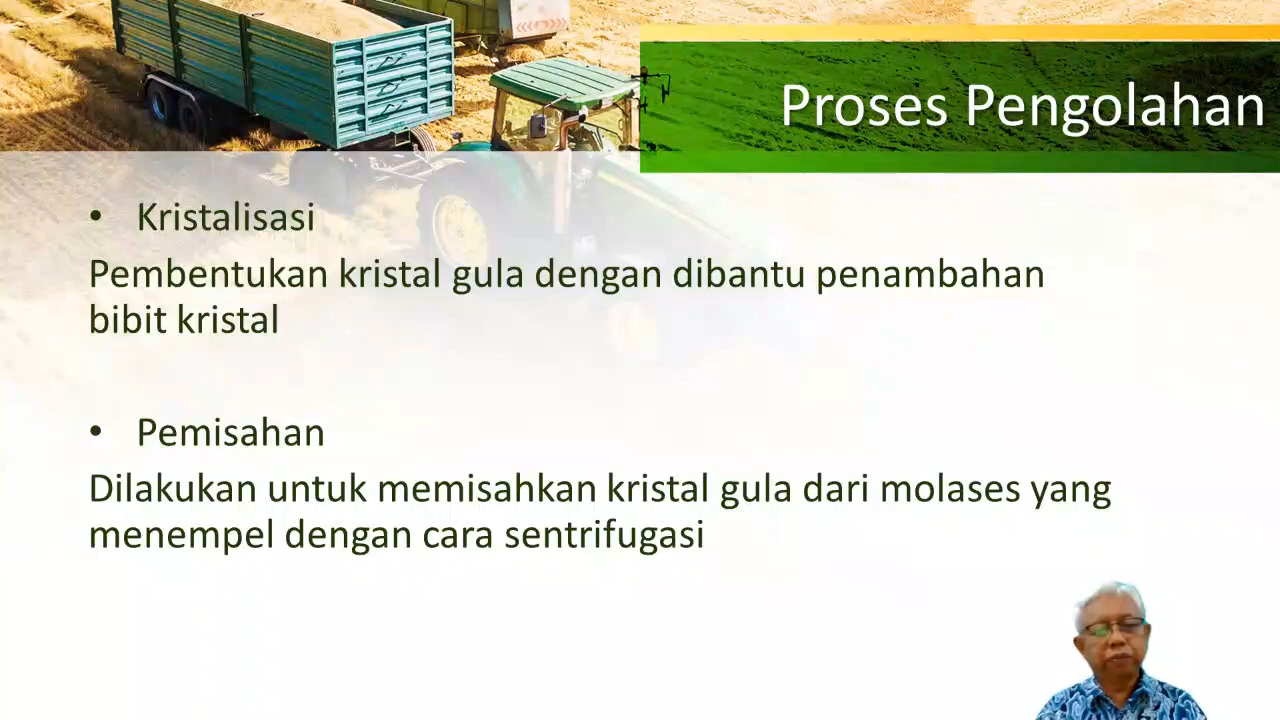 Proses Pengolahan
• Kristalisasi
Pembentukan kristal gula dengan dibantu penambahan
bibit kristal
• Pemisahan
Dilakukan untuk memisahkan kristal gula dari molases yang
menempel dengan cara sentrifugasi